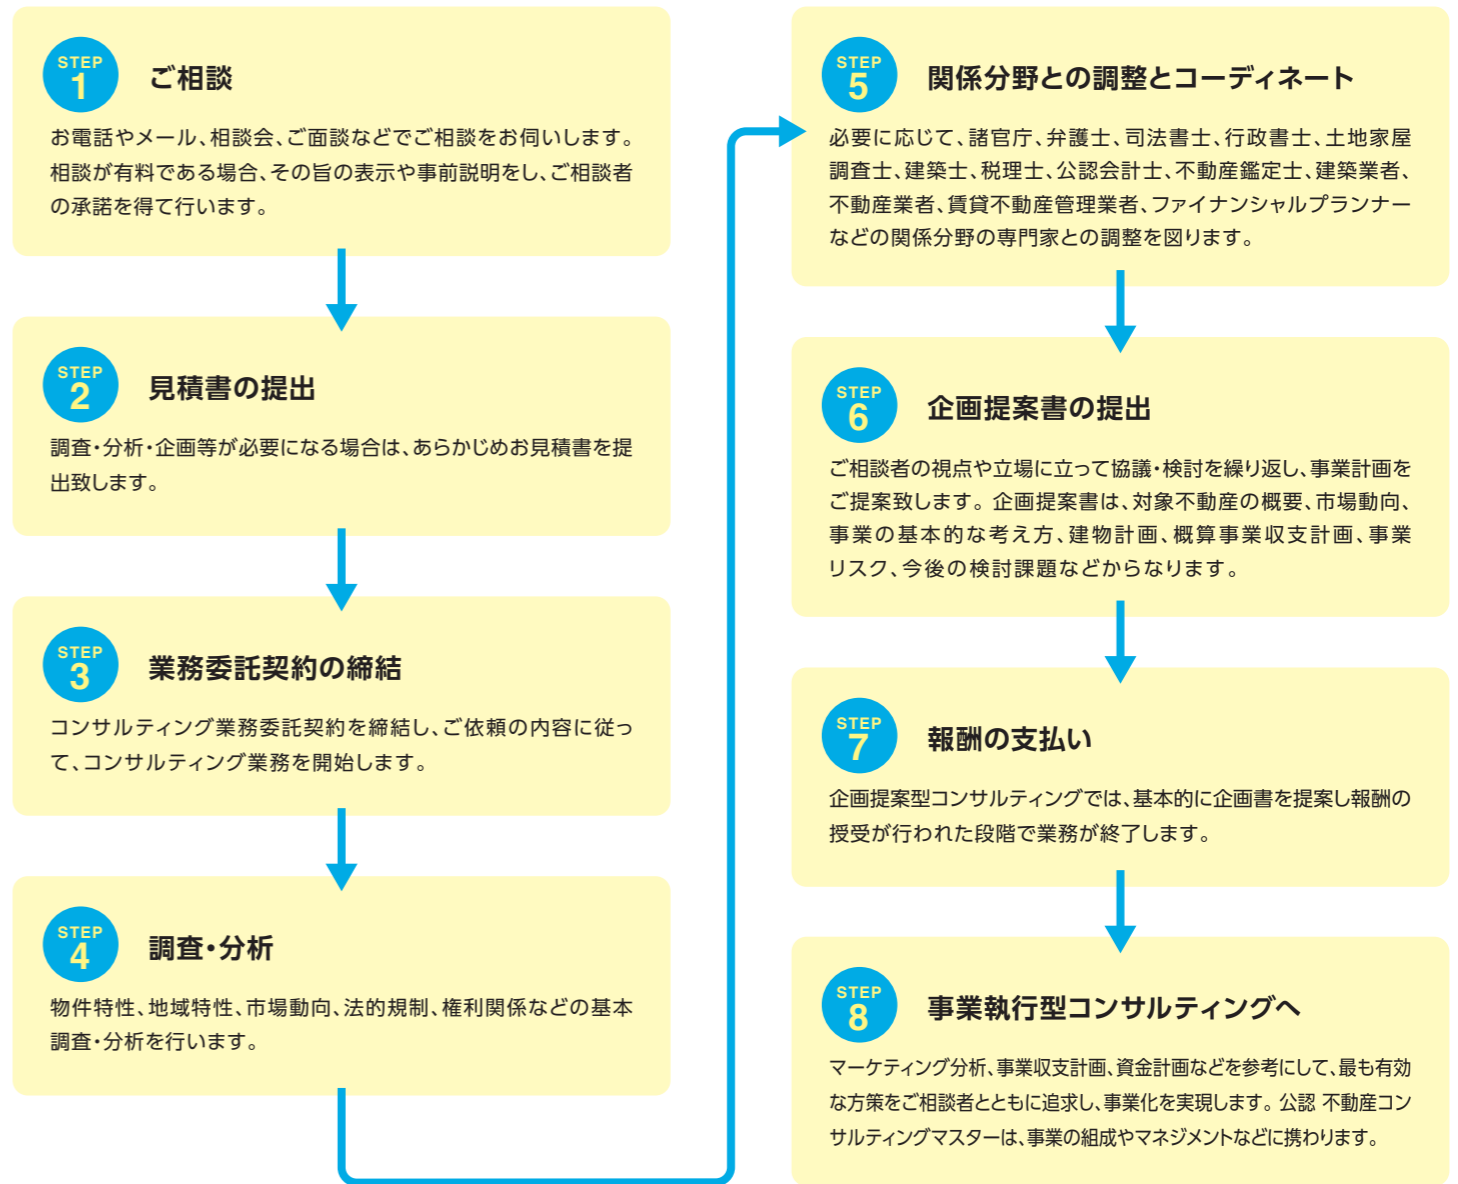 STEP
1
ご相談
お電話やメール、相談会、ご面談などでご相談をお伺いします。
相談が有料である場合、その旨の表示や事前説明をし、ご相談者
の承諾を得て行います。
STEP
2
見積書の提出
調査・分析・企画等が必要になる場合は、あらかじめお見積書を提
出致します。
STEP
3
業務委託契約の締結
コンサルティング業務委託契約を締結し、ご依頼の内容に従っ
て、コンサルティング業務を開始します。
STEP
4
調査・分析
物件特性、地域特性、市場動向、法的規制、権利関係などの基本
調査・分析を行います。
STEP
5
関係分野との調整とコーディネート
必要に応じて、諸官庁、弁護士、司法書士、行政書士、土地家屋
調査士、建築士、税理士、公認会計士、不動産鑑定士、建築業者、
不動産業者、賃貸不動産管理業者、ファイナンシャルプランナー
などの関係分野の専門家との調整を図ります。
STEP
6
企画提案書の提出
ご相談者の視点や立場に立って協議・検討を繰り返し、事業計画を
ご提案致します。企画提案書は、対象不動産の概要、市場動向、
事業の基本的な考え方、建物計画、概算事業収支計画、事業
リスク、今後の検討課題などからなります。
STEP
7
報酬の支払い
企画提案型コンサルティングでは、基本的に企画書を提案し報酬の
授受が行われた段階で業務が終了します。
STEP
8
事業執行型コンサルティングへ
マーケティング分析、事業収支計画、資金計画などを参考にして、最も有効
な方策をご相談者とともに追求し、事業化を実現します。公認 不動産コン
サルティングマスターは、事業の組成やマネジメントなどに携わります。